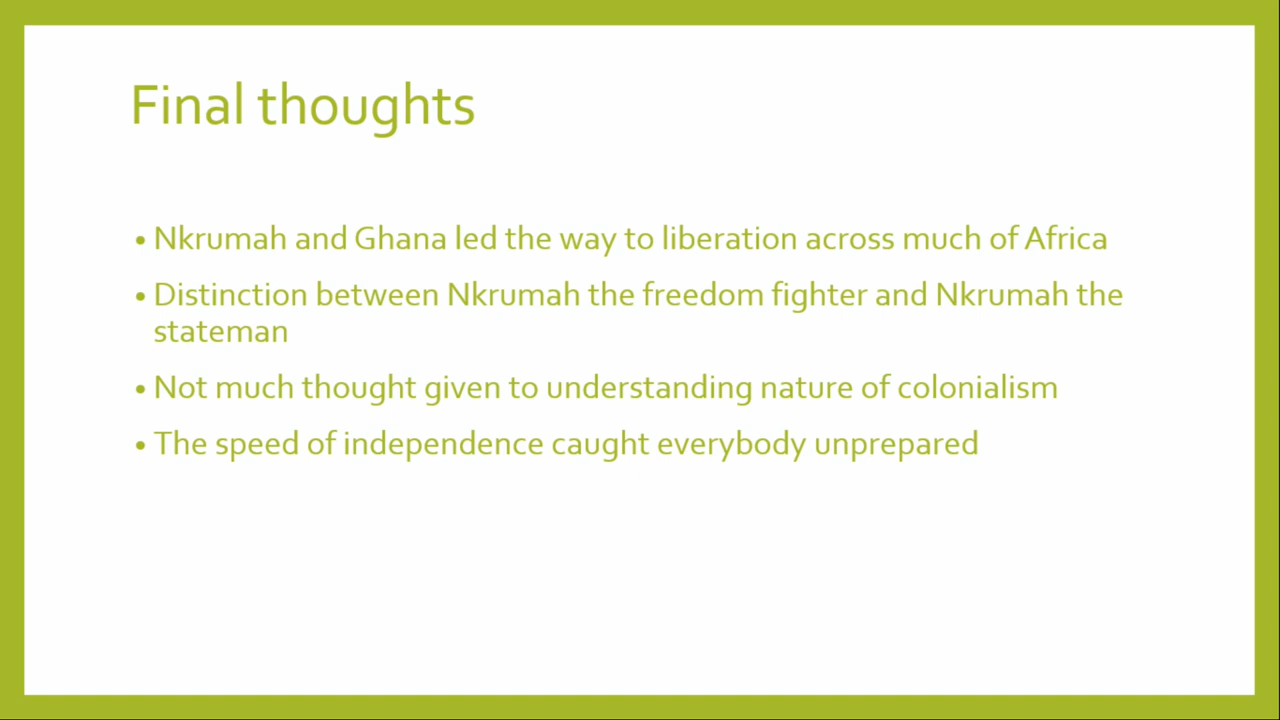 Final thoughts
• Nkrumah and Ghana led the way to liberation across much of Africa
• Distinction between Nkrumah the freedom fighter and Nkrumah the
stateman
• Not much thought given to understanding nature of colonialism
• The speed of independence caught everybody unprepared